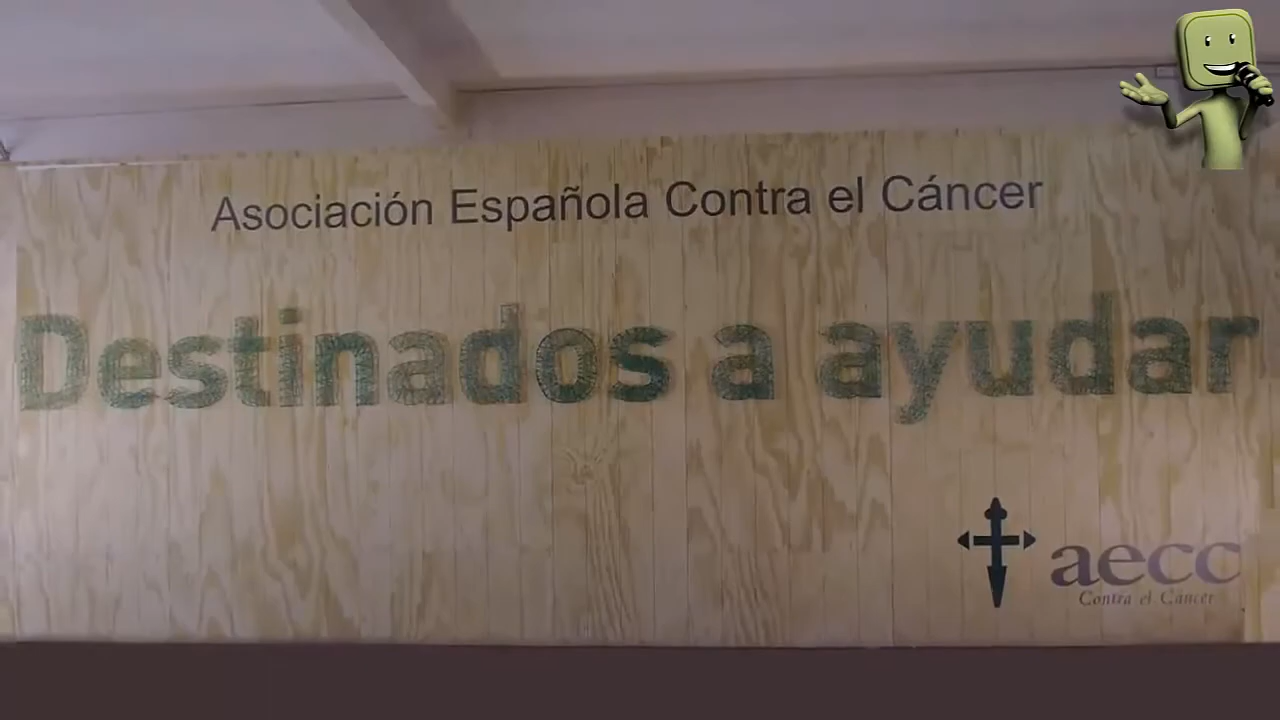 Asociación Española Contra el Cáncer
Destinados a ayudar
aecc
Contra el Cáncer